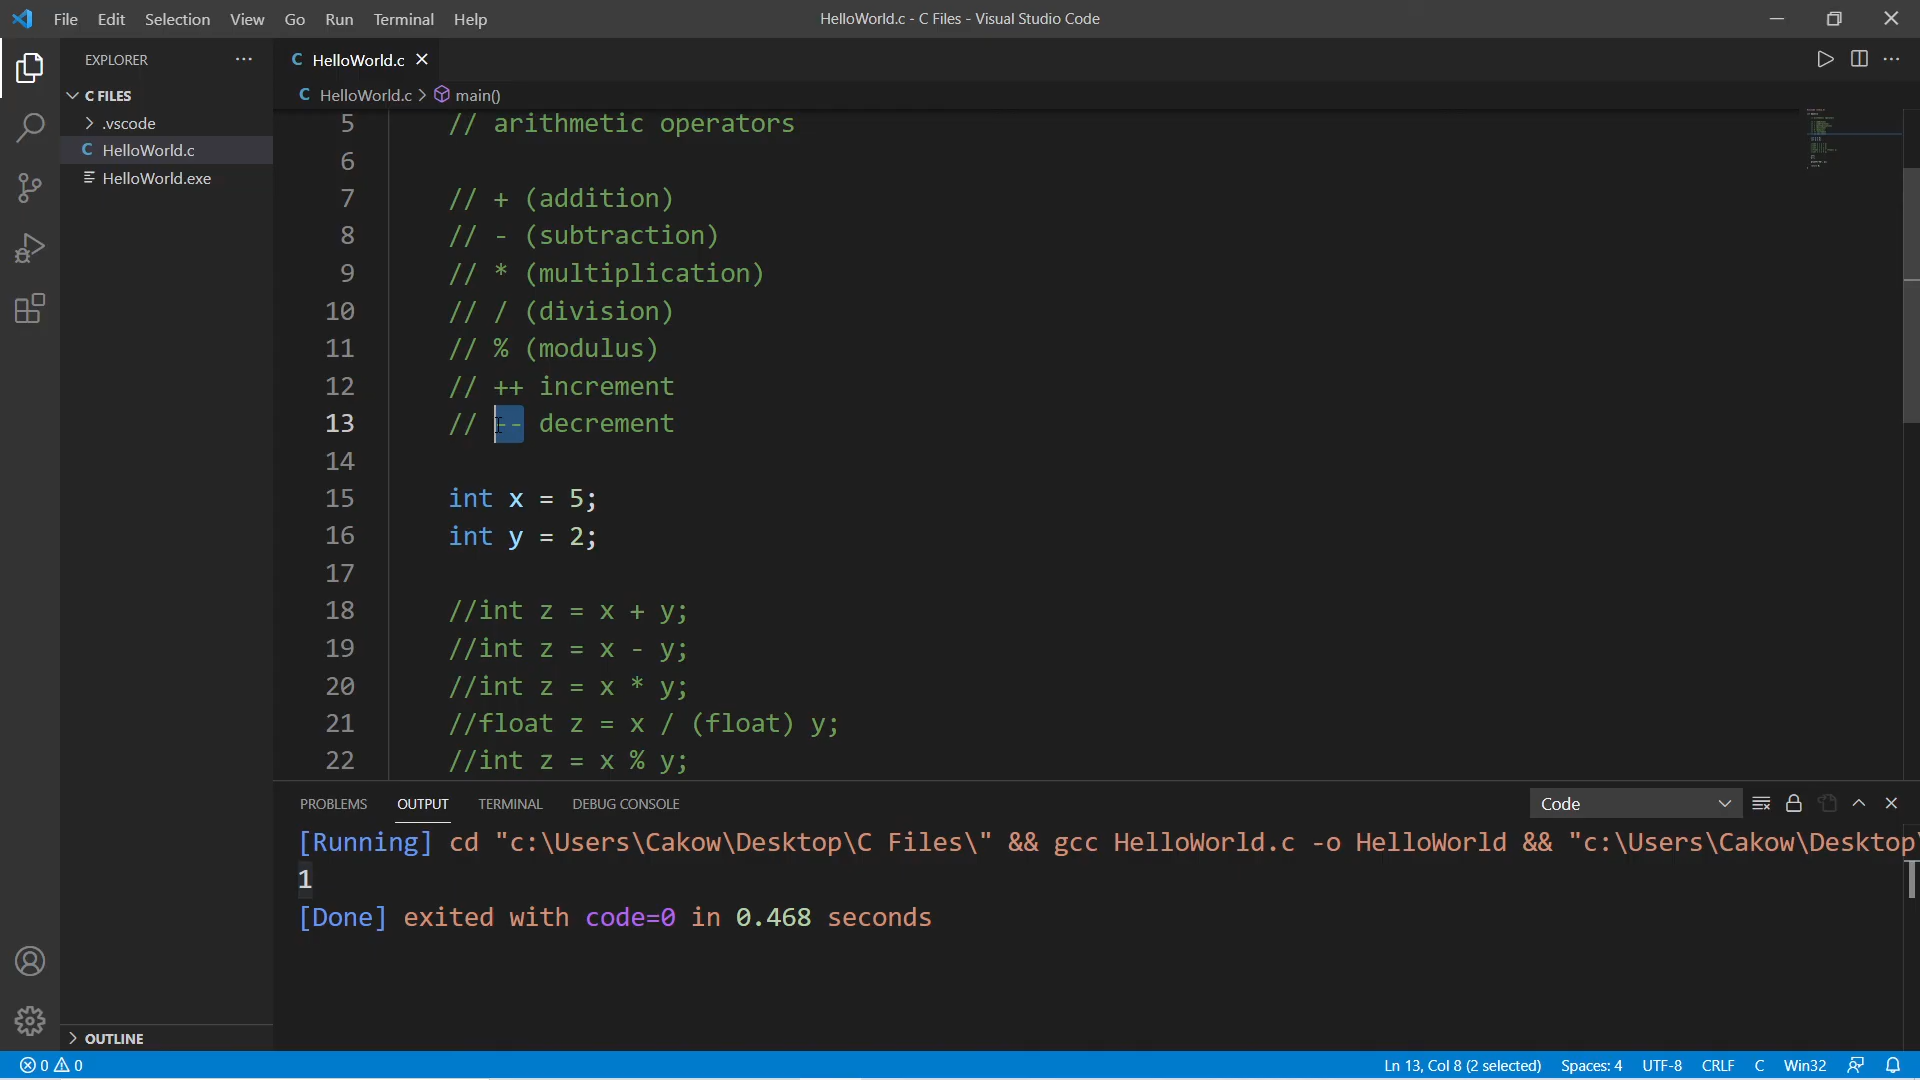 File Edit Selection View Go Run Terminal Help
HelloWorld.c - C Files - Visual Studio Code
EXPLORER
C FILES
.vscode
C HelloWorld.c
HelloWorld.exe
OUTLINE
C HelloWorld.c
C HelloWorld.c > main()
5 // arithmetic operators
6
7 // + (addition)
8 // - (subtraction)
9 // * (multiplication)
10 // / (division)
11 // % (modulus)
12 // ++ increment
13 // -- decrement
14
15 int x = 5;
16 int y = 2;
17
18 //int z = x + y;
19 //int z = x - y;
20 //int z = x * y;
21 //float z = x / (float) y;
22 //int z = x % y;
PROBLEMS OUTPUT TERMINAL DEBUG CONSOLE
Code
[Running] cd "c:\Users\Cakow\Desktop\C Files\" && gcc HelloWorld.c -o HelloWorld && "c:\Users\Cakow\Desktop\
1
[Done] exited with code=0 in 0.468 seconds
0 0
Ln 13, Col 8 (2 selected) Spaces: 4 UTF-8 CRLF C Win32